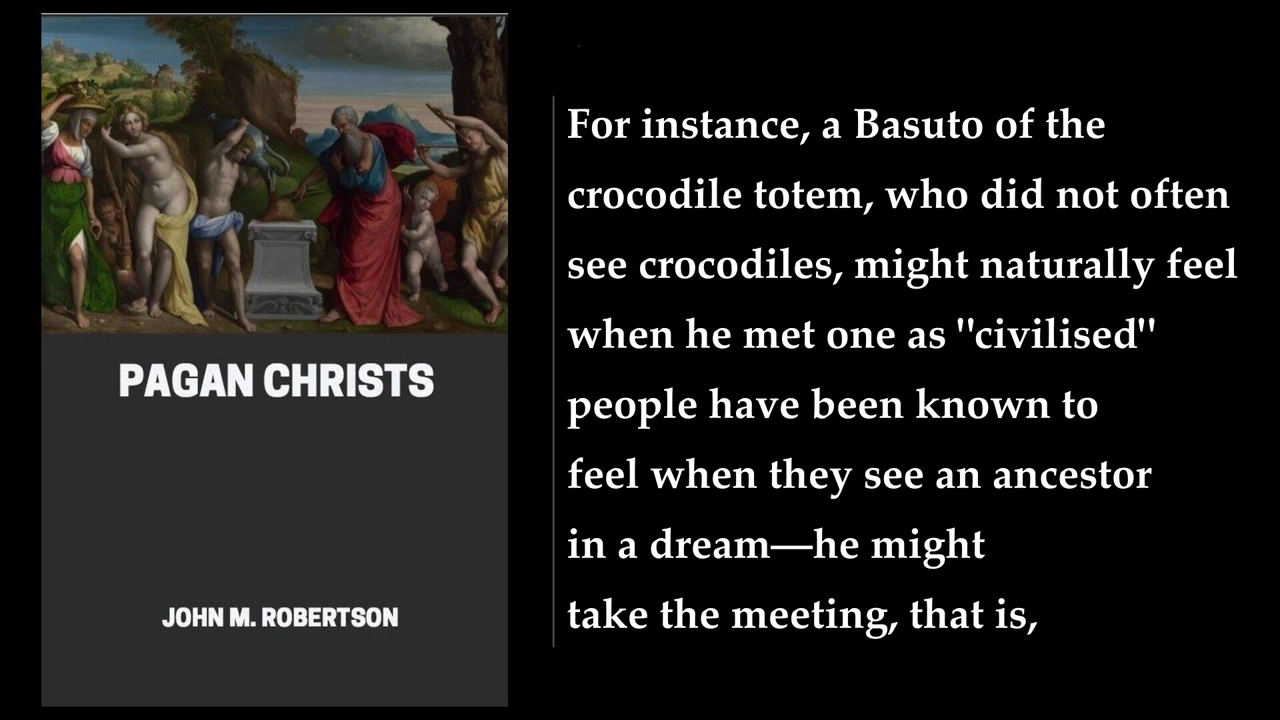 PAGAN CHRISTS
JOHN M. ROBERTSON
For instance, a Basuto of the
crocodile totem, who did not often
see crocodiles, might naturally feel
when he met one as "civilised"
people have been known to
feel when they see an ancestor
in a dream—he might
take the meeting, that is,